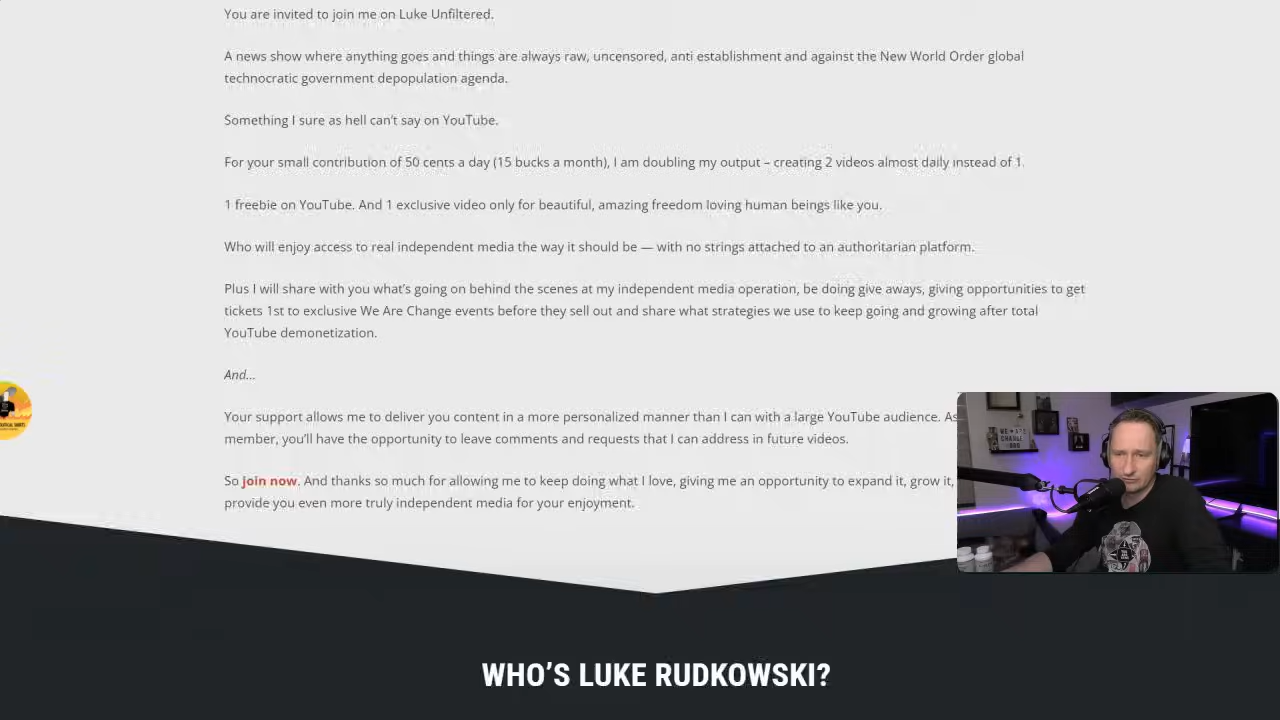 You are invited to join me on Luke Unfiltered.
A news show where anything goes and things are always raw, uncensored, anti establishment and against the New World Order global
technocratic government depopulation agenda.
Something I sure as hell can't say on YouTube.
For your small contribution of 50 cents a day (15 bucks a month), I am doubling my output – creating 2 videos almost daily instead of 1.
1 freebie on YouTube. And 1 exclusive video only for beautiful, amazing freedom loving human beings like you.
Who will enjoy access to real independent media the way it should be — with no strings attached to an authoritarian platform.
Plus I will share with you what's going on behind the scenes at my independent media operation, be doing give aways, giving opportunities to get
tickets 1st to exclusive We Are Change events before they sell out and share what strategies we use to keep going and growing after total
YouTube demonetization.
And...
Your support allows me to deliver you content in a more personalized manner than I can with a large YouTube audience. As
member, you'll have the opportunity to leave comments and requests that I can address in future videos.
So join now. And thanks so much for allowing me to keep doing what I love, giving me an opportunity to expand it, grow it,
provide you even more truly independent media for your enjoyment.
WE ARE
CHANGE
WHO'S LUKE RUDKOWSKI?